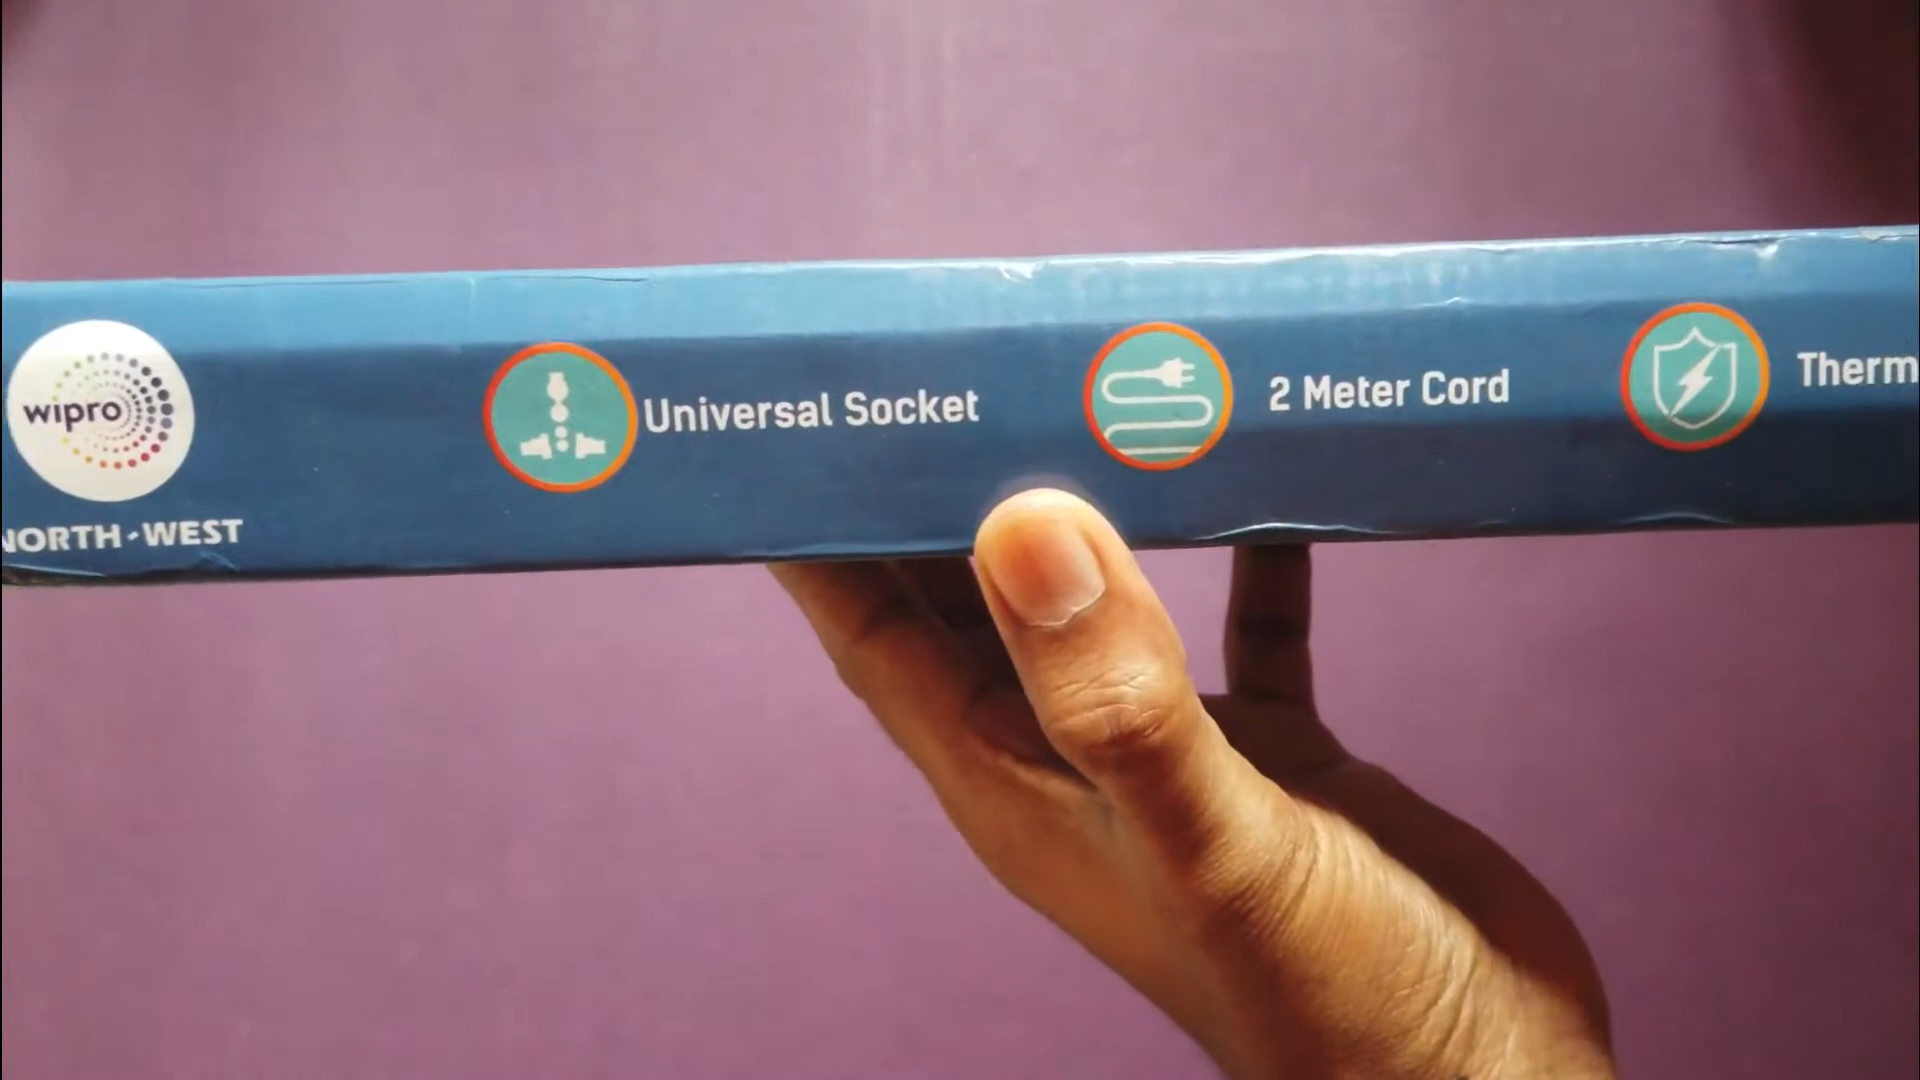 wipro
NORTH-WEST
Universal Socket
2 Meter Cord
Therm